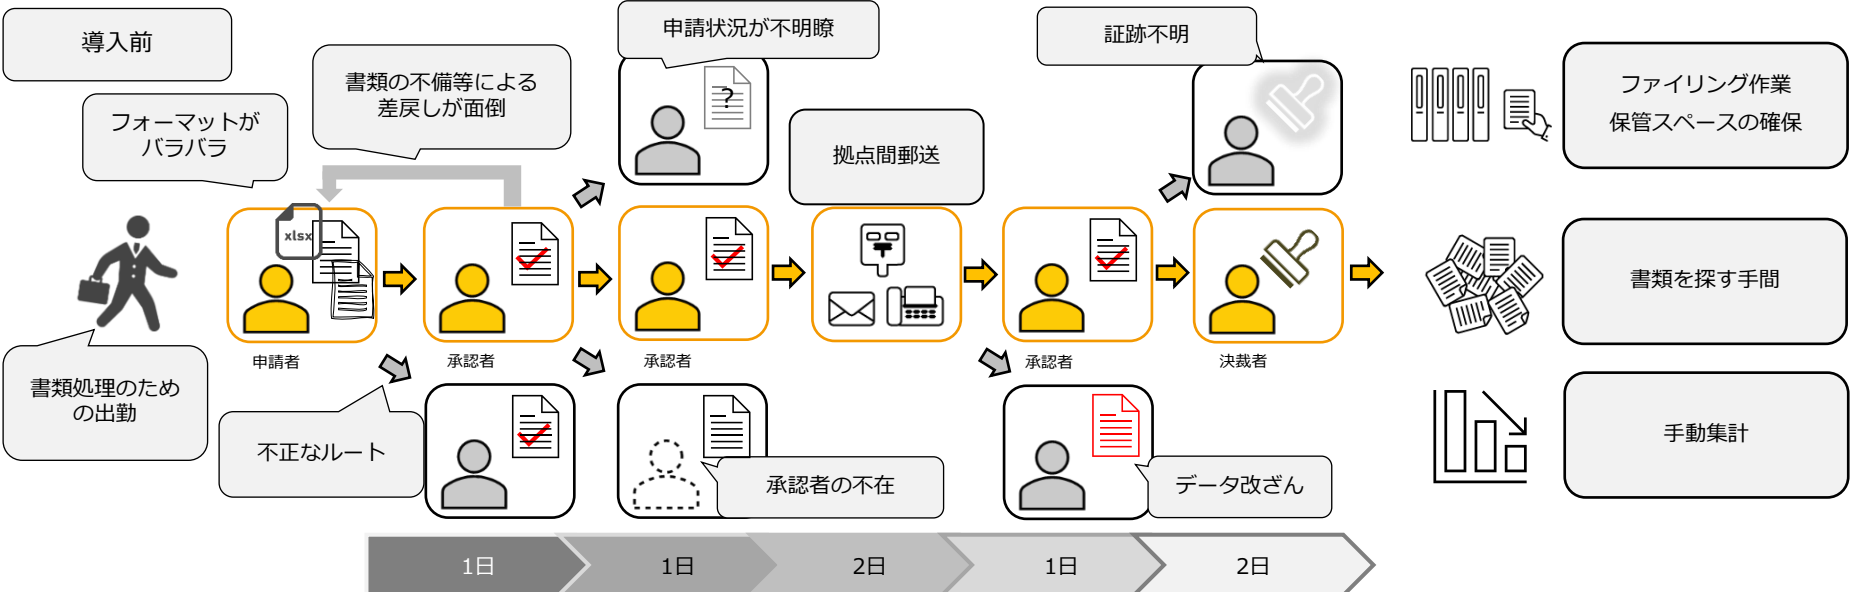 導入前
申請状況が不明瞭
証跡不明
書類の不備等による
差戻しが面倒
ファイリング作業
保管スペースの確保
フォーマットが
バラバラ
拠点間郵送
?
xlsx
書類を探す手間
申請者
承認者
承認者
承認者
決裁者
書類処理のため
の出勤
不正なルート
手動集計
承認者の不在
データ改ざん
1日
1日
2日
1日
2日